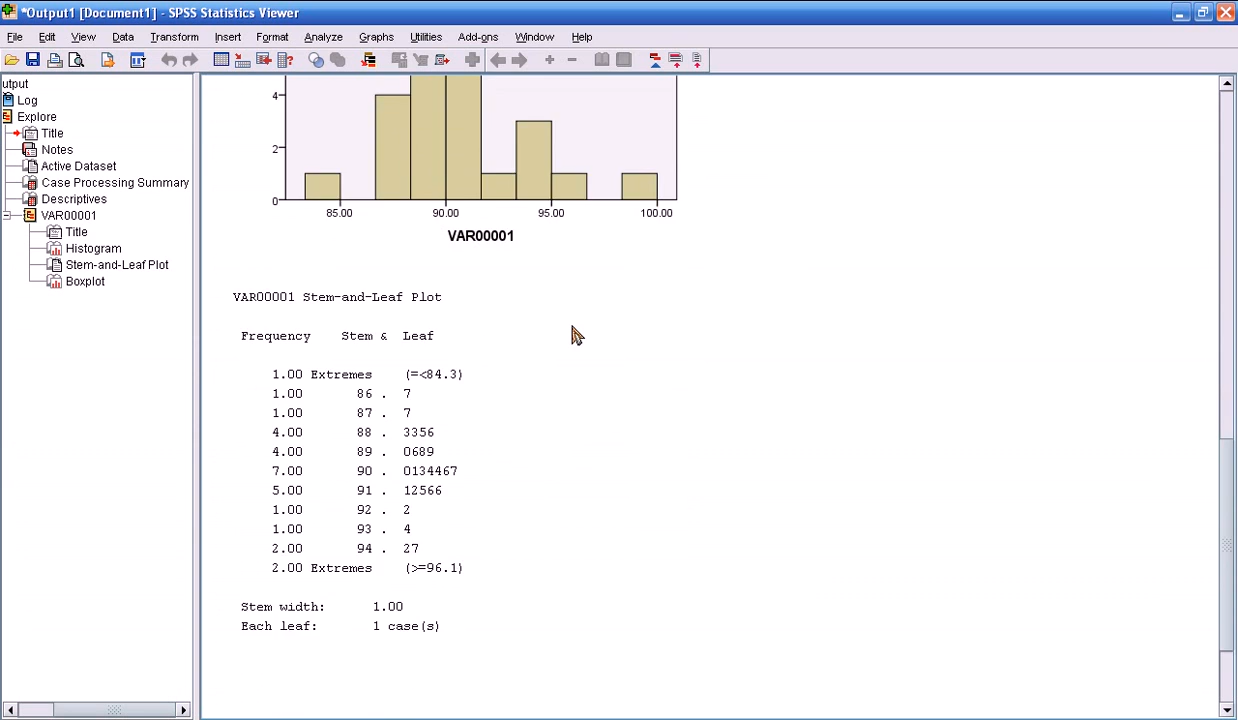 *Output1 [Document1] - SPSS Statistics Viewer
File Edit View Data Transform Insert Format Analyze Graphs Utilities Add-ons Window Help
utput
Log
Explore
Title
Notes
Active Dataset
Case Processing Summary
Descriptives
VAR00001
Title
Histogram
Stem-and-Leaf Plot
Boxplot
4
2
0
85.00 90.00 95.00 100.00
VAR00001
VAR00001 Stem-and-Leaf Plot
Frequency Stem & Leaf
1.00 Extremes (=<84.3)
1.00 86 . 7
1.00 87 . 7
4.00 88 . 3356
4.00 89 . 0689
7.00 90 . 0134467
5.00 91 . 12566
1.00 92 . 2
1.00 93 . 4
2.00 94 . 27
2.00 Extremes (>=96.1)
Stem width: 1.00
Each leaf: 1 case(s)